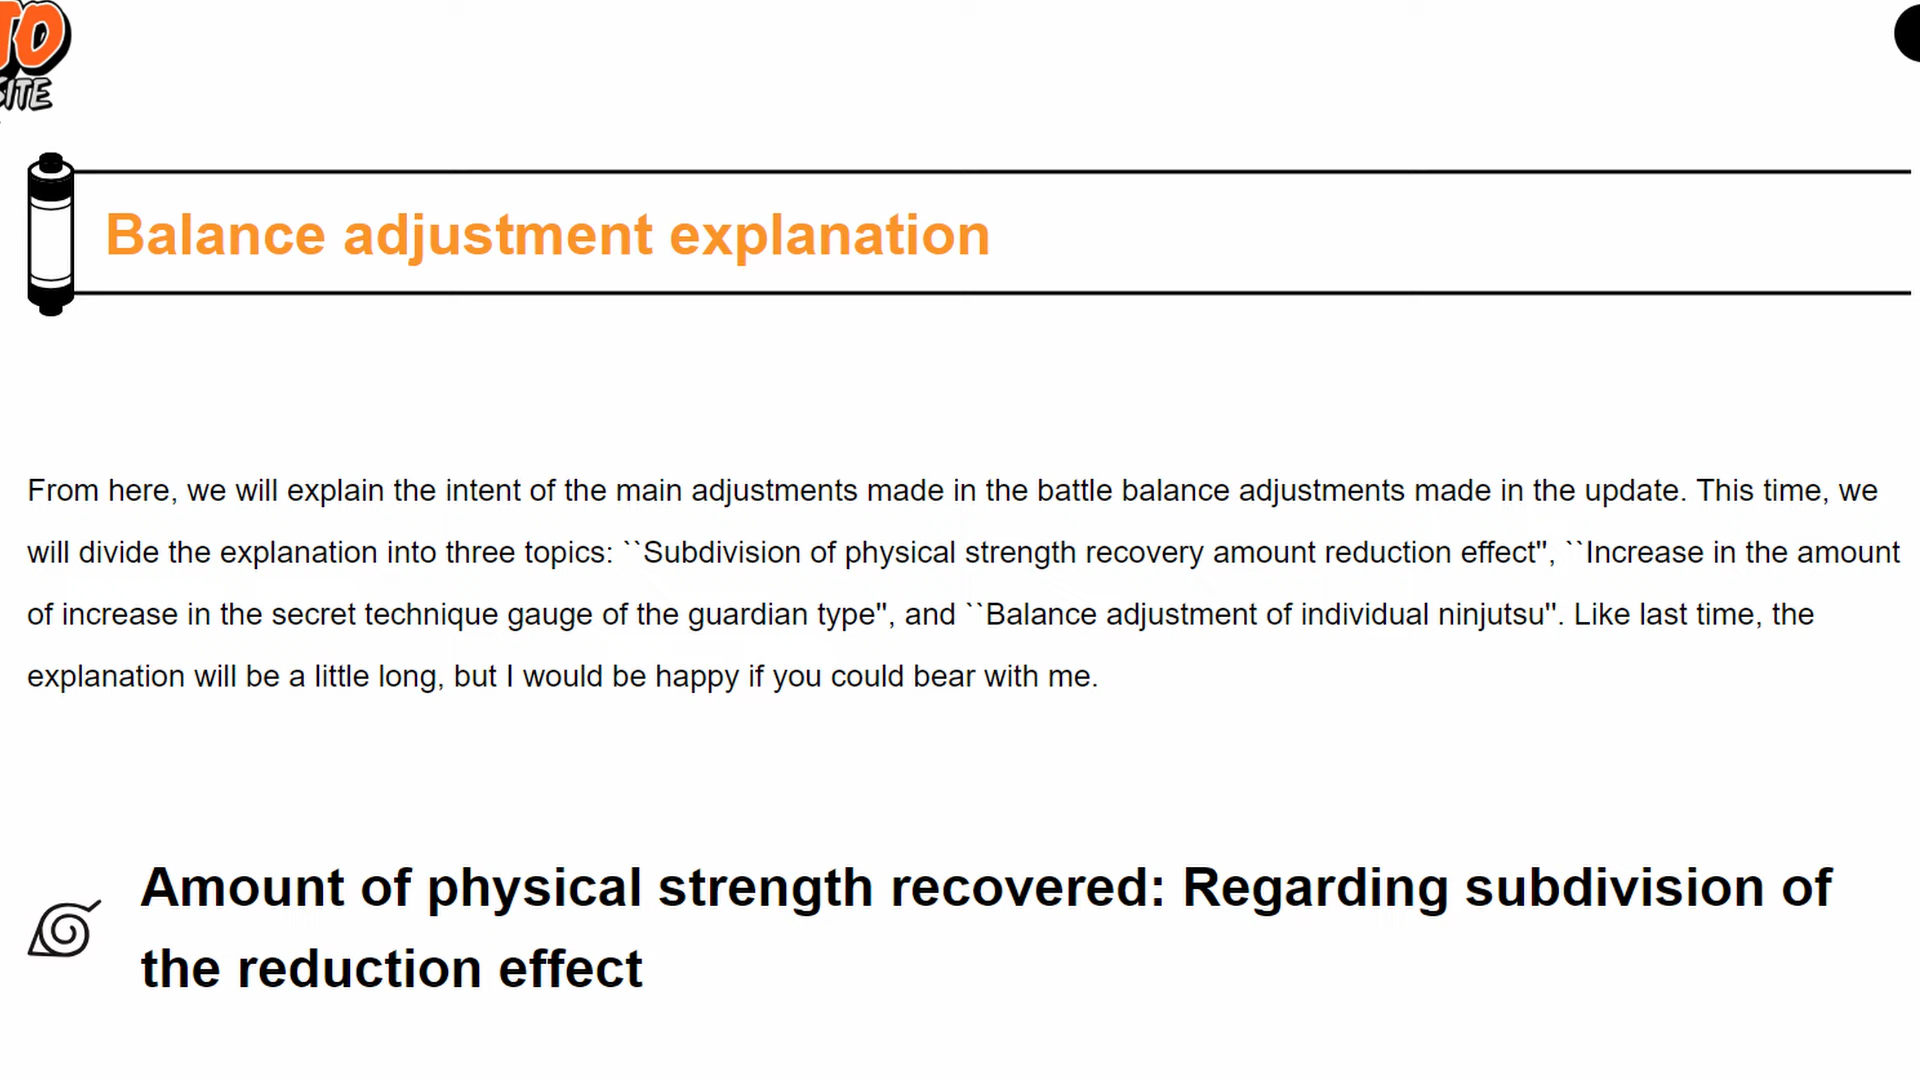 TO
SITE
Balance adjustment explanation
From here, we will explain the intent of the main adjustments made in the battle balance adjustments made in the update. This time, we
will divide the explanation into three topics: ``Subdivision of physical strength recovery amount reduction effect'', ``Increase in the amount
of increase in the secret technique gauge of the guardian type'', and ``Balance adjustment of individual ninjutsu''. Like last time, the
explanation will be a little long, but I would be happy if you could bear with me.
Amount of physical strength recovered: Regarding subdivision of
the reduction effect